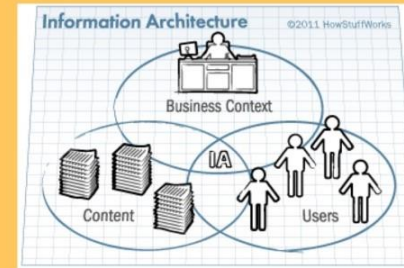 Information Architecture
©2011 HowStuffWorks
Business Context
IA
Content
Users